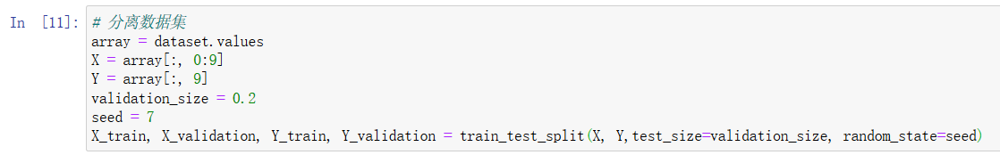 In [11]: # 分离数据集
array = dataset.values
X = array[:, 0:9]
Y = array[:, 9]
validation_size = 0.2
seed = 7
X_train, X_validation, Y_train, Y_validation = train_test_split(X, Y,test_size=validation_size, random_state=seed)